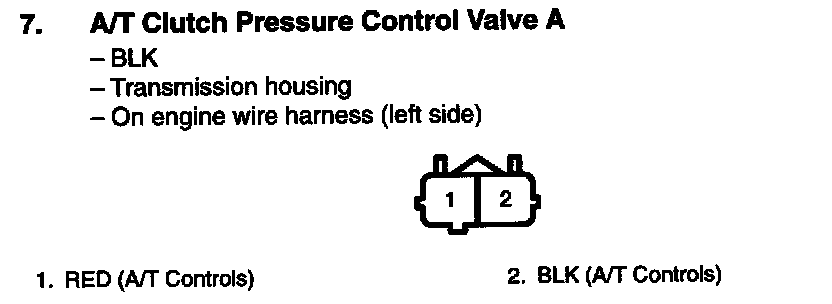 7. A/T Clutch Pressure Control Valve A
– BLK
– Transmission housing
– On engine wire harness (left side)
1 2
1. RED (A/T Controls) 2. BLK (A/T Controls)